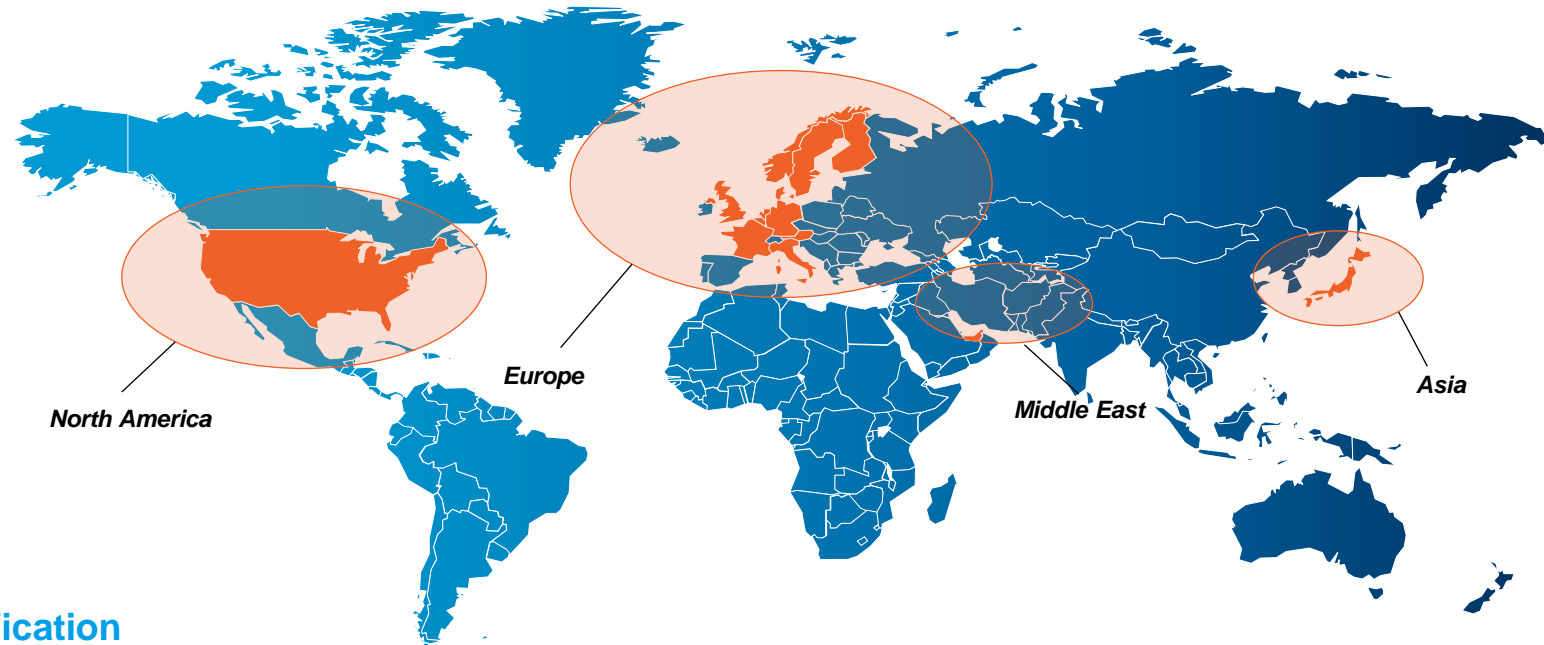 Europe
Asia
Middle East
North America
ication